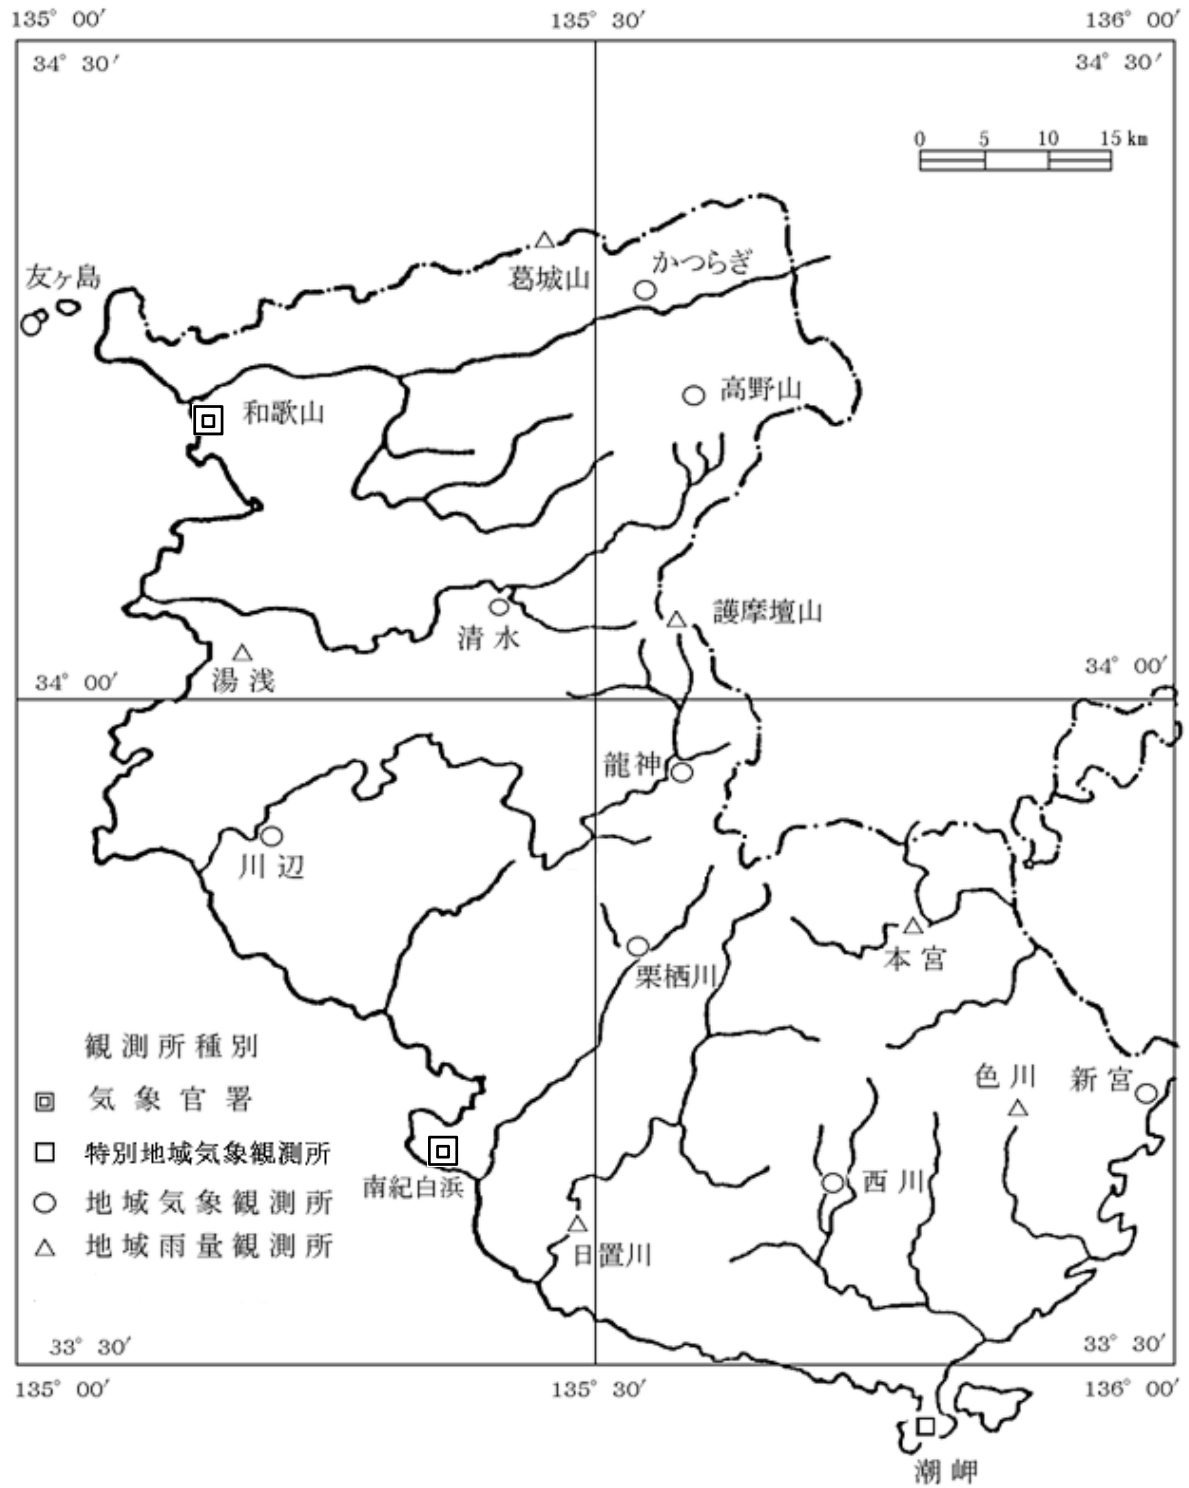 135° 00′ 135° 30′ 136° 00′
34° 30′ 34° 30′
0 5 10 15 km
かつらぎ
友ヶ島
葛城山
高野山
和歌山
護摩壇山
清水
34° 00′ 湯浅 34° 00′
龍神
川辺
本宮
栗栖川
観測所種別
色川 新宮
気象官署
特別地域気象観測所
西川
南紀白浜
地域気象観測所
地域雨量観測所
日置川
33° 30′ 33° 30′
135° 00′ 135° 30′ 136° 00′
潮岬